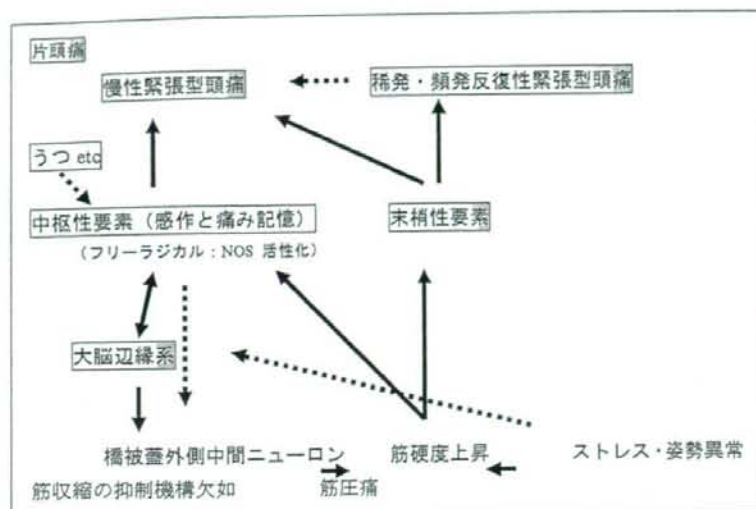 片頭痛
慢性緊張型頭痛
稀発・頻発反復性緊張型頭痛
うつ etc
中枢性要素（感作と痛み記憶）
末梢性要素
（フリーラジカル：NOS 活性化）
大脳辺縁系
橋被蓋外側中間ニューロン
筋硬度上昇
ストレス・姿勢異常
筋収縮の抑制機構欠如
筋圧痛